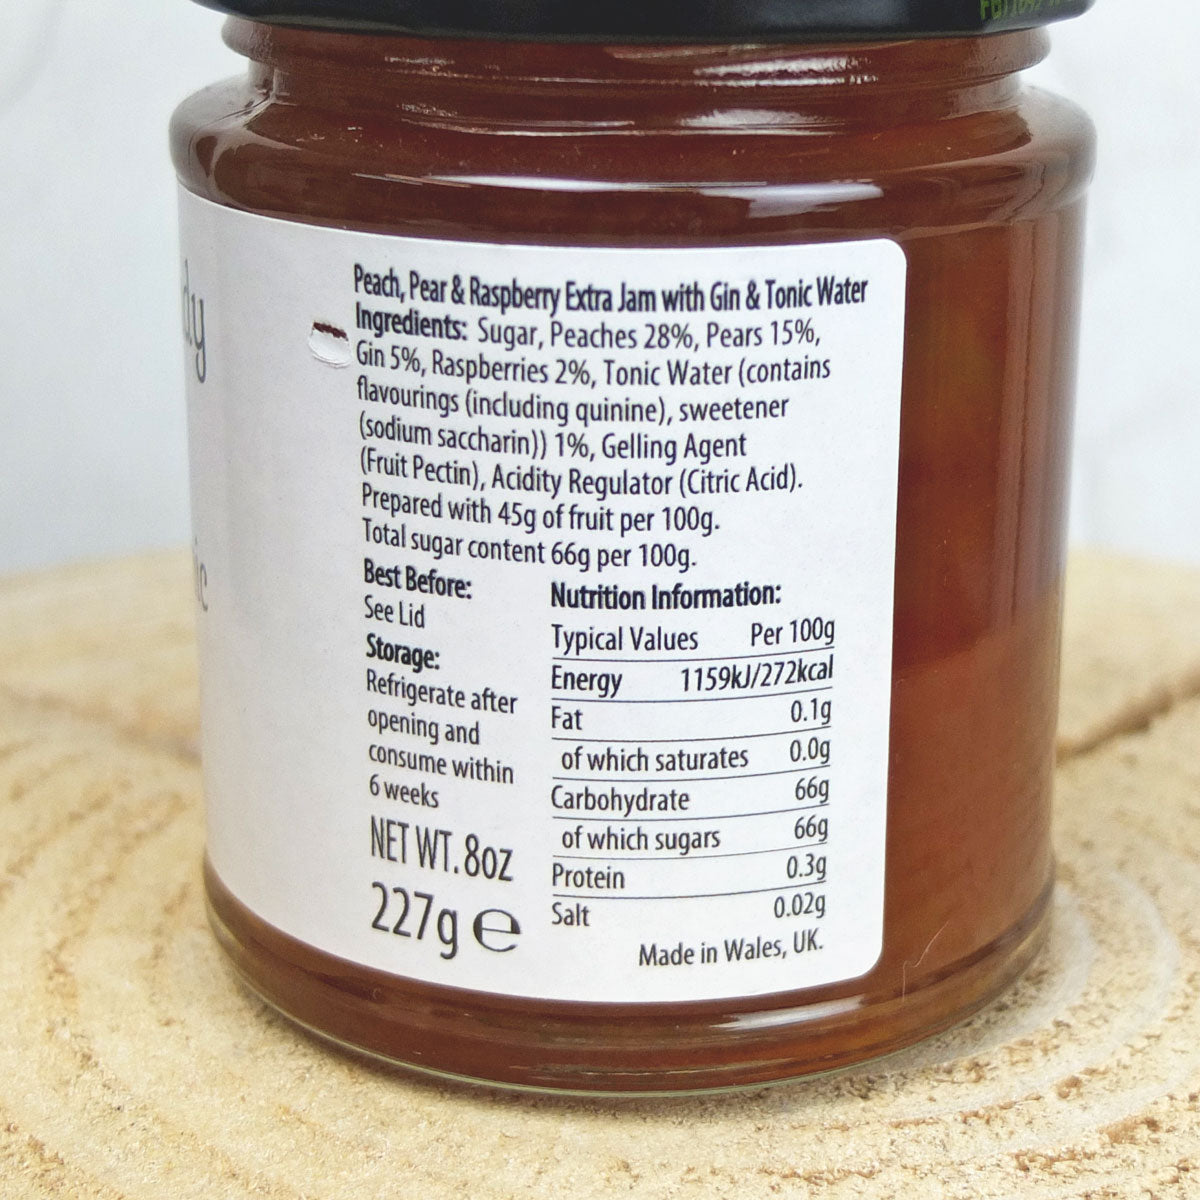 Peach, Pear & Raspberry Extra Jam with Gin & Tonic Water
Ingredients: Sugar, Peaches 28%, Pears 15%,
Gin 5%, Raspberries 2%, Tonic Water (contains
flavourings (including quinine), sweetener
(sodium saccharin)) 1%, Gelling Agent
(Fruit Pectin), Acidity Regulator (Citric Acid).
Prepared with 45g of fruit per 100g.
Total sugar content 66g per 100g.
Best Before:
See Lid
Storage:
Refrigerate after
opening and
consume within
6 weeks
NET WT. 8oz
227g ℮
Nutrition Information:
Typical Values Per 100g
Energy 1159kJ/272kcal
Fat 0.1g
of which saturates 0.0g
Carbohydrate 66g
of which sugars 66g
Protein 0.3g
Salt 0.02g
Made in Wales, UK.